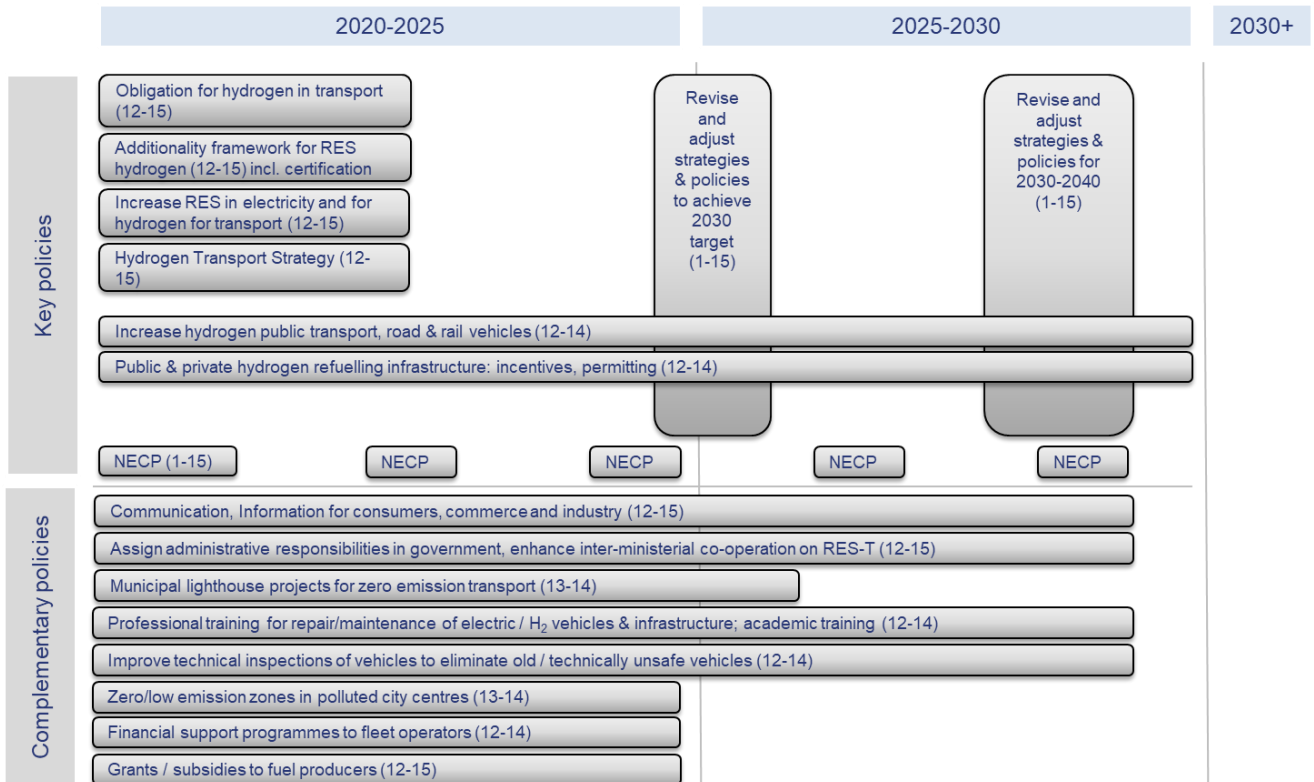 2020-2025
2025-2030
2030+
Key policies
Obligation for hydrogen in transport
(12-15)
Additionality framework for RES
hydrogen (12-15) incl. certification
Increase RES in electricity and for
hydrogen for transport (12-15)
Hydrogen Transport Strategy (12-
15)
Revise
and
adjust
strategies
& policies
to achieve
2030
target
(1-15)
Revise and
adjust
strategies &
policies for
2030-2040
(1-15)
Increase hydrogen public transport, road & rail vehicles (12-14)
Public & private hydrogen refuelling infrastructure: incentives, permitting (12-14)
NECP (1-15)
NECP
NECP
NECP
NECP
Complementary policies
Communication, Information for consumers, commerce and industry (12-15)
Assign administrative responsibilities in government, enhance inter-ministerial co-operation on RES-T (12-15)
Municipal lighthouse projects for zero emission transport (13-14)
Professional training for repair/maintenance of electric / H₂ vehicles & infrastructure; academic training (12-14)
Improve technical inspections of vehicles to eliminate old / technically unsafe vehicles (12-14)
Zero/low emission zones in polluted city centres (13-14)
Financial support programmes to fleet operators (12-14)
Grants / subsidies to fuel producers (12-15)